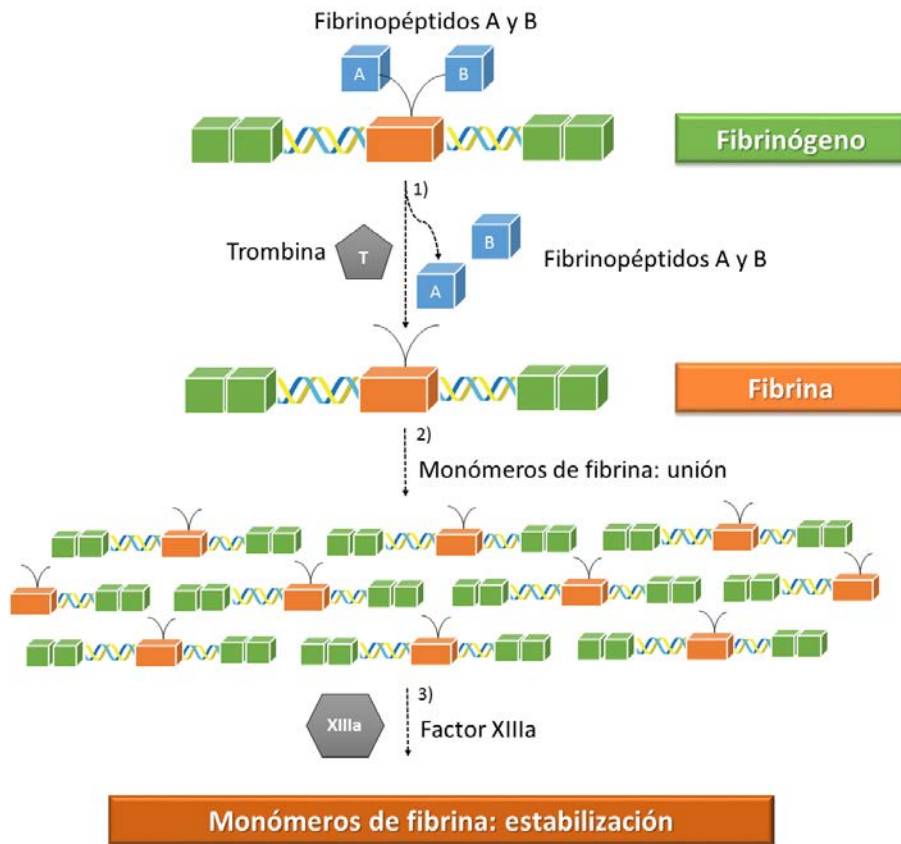 Fibrinopéptidos A y B
A
B
Fibrinógeno
1)
Trombina
T
B
A
Fibrinopéptidos A y B
Fibrina
2)
Monómeros de fibrina: unión
3)
XIIIa
Factor XIIIa
Monómeros de fibrina: estabilización